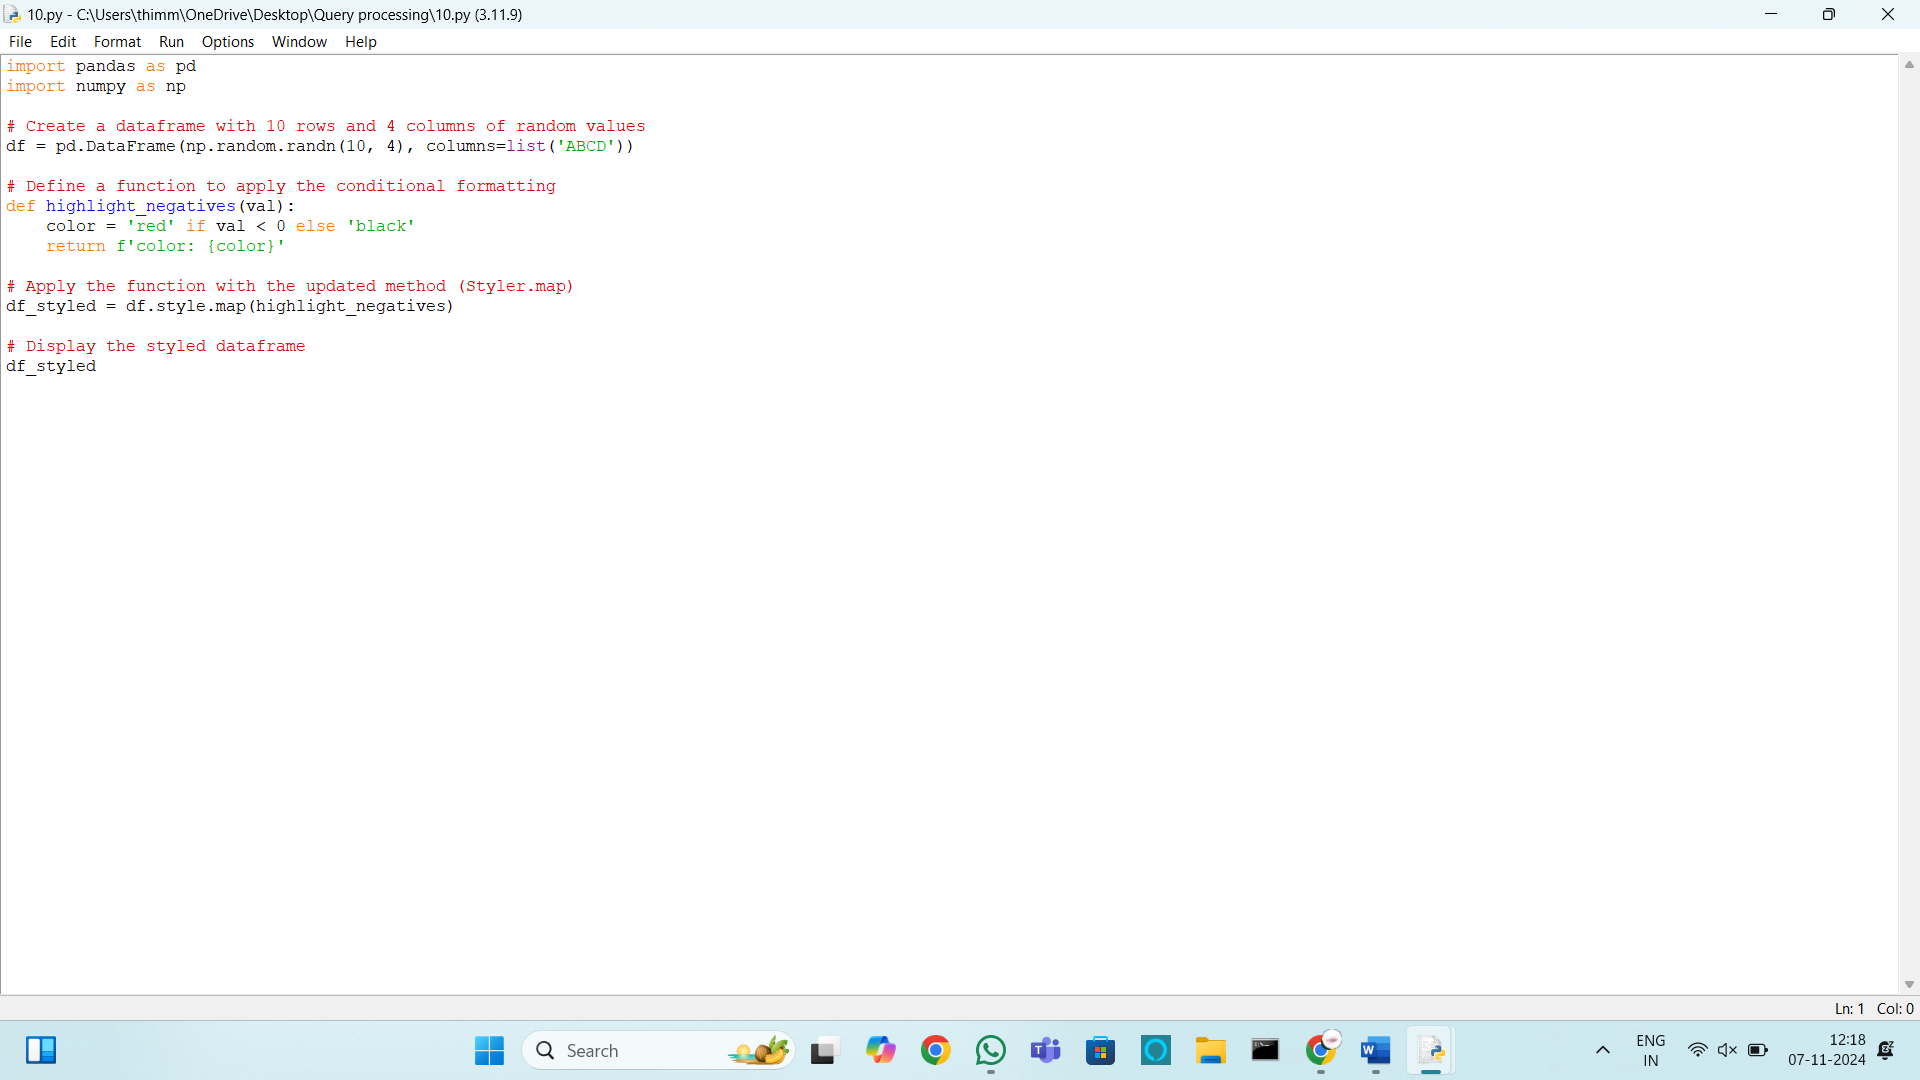 10.py - C:\Users\thimm\OneDrive\Desktop\Query processing\10.py (3.11.9)
File Edit Format Run Options Window Help
import pandas as pd
import numpy as np
# Create a dataframe with 10 rows and 4 columns of random values
df = pd.DataFrame(np.random.randn(10, 4), columns=list('ABCD'))
# Define a function to apply the conditional formatting
def highlight_negatives(val):
    color = 'red' if val < 0 else 'black'
    return f'color: {color}'
# Apply the function with the updated method (Styler.map)
df_styled = df.style.map(highlight_negatives)
# Display the styled dataframe
df_styled
Ln: 1 Col: 0
Search
ENG
IN
12:18
07-11-2024